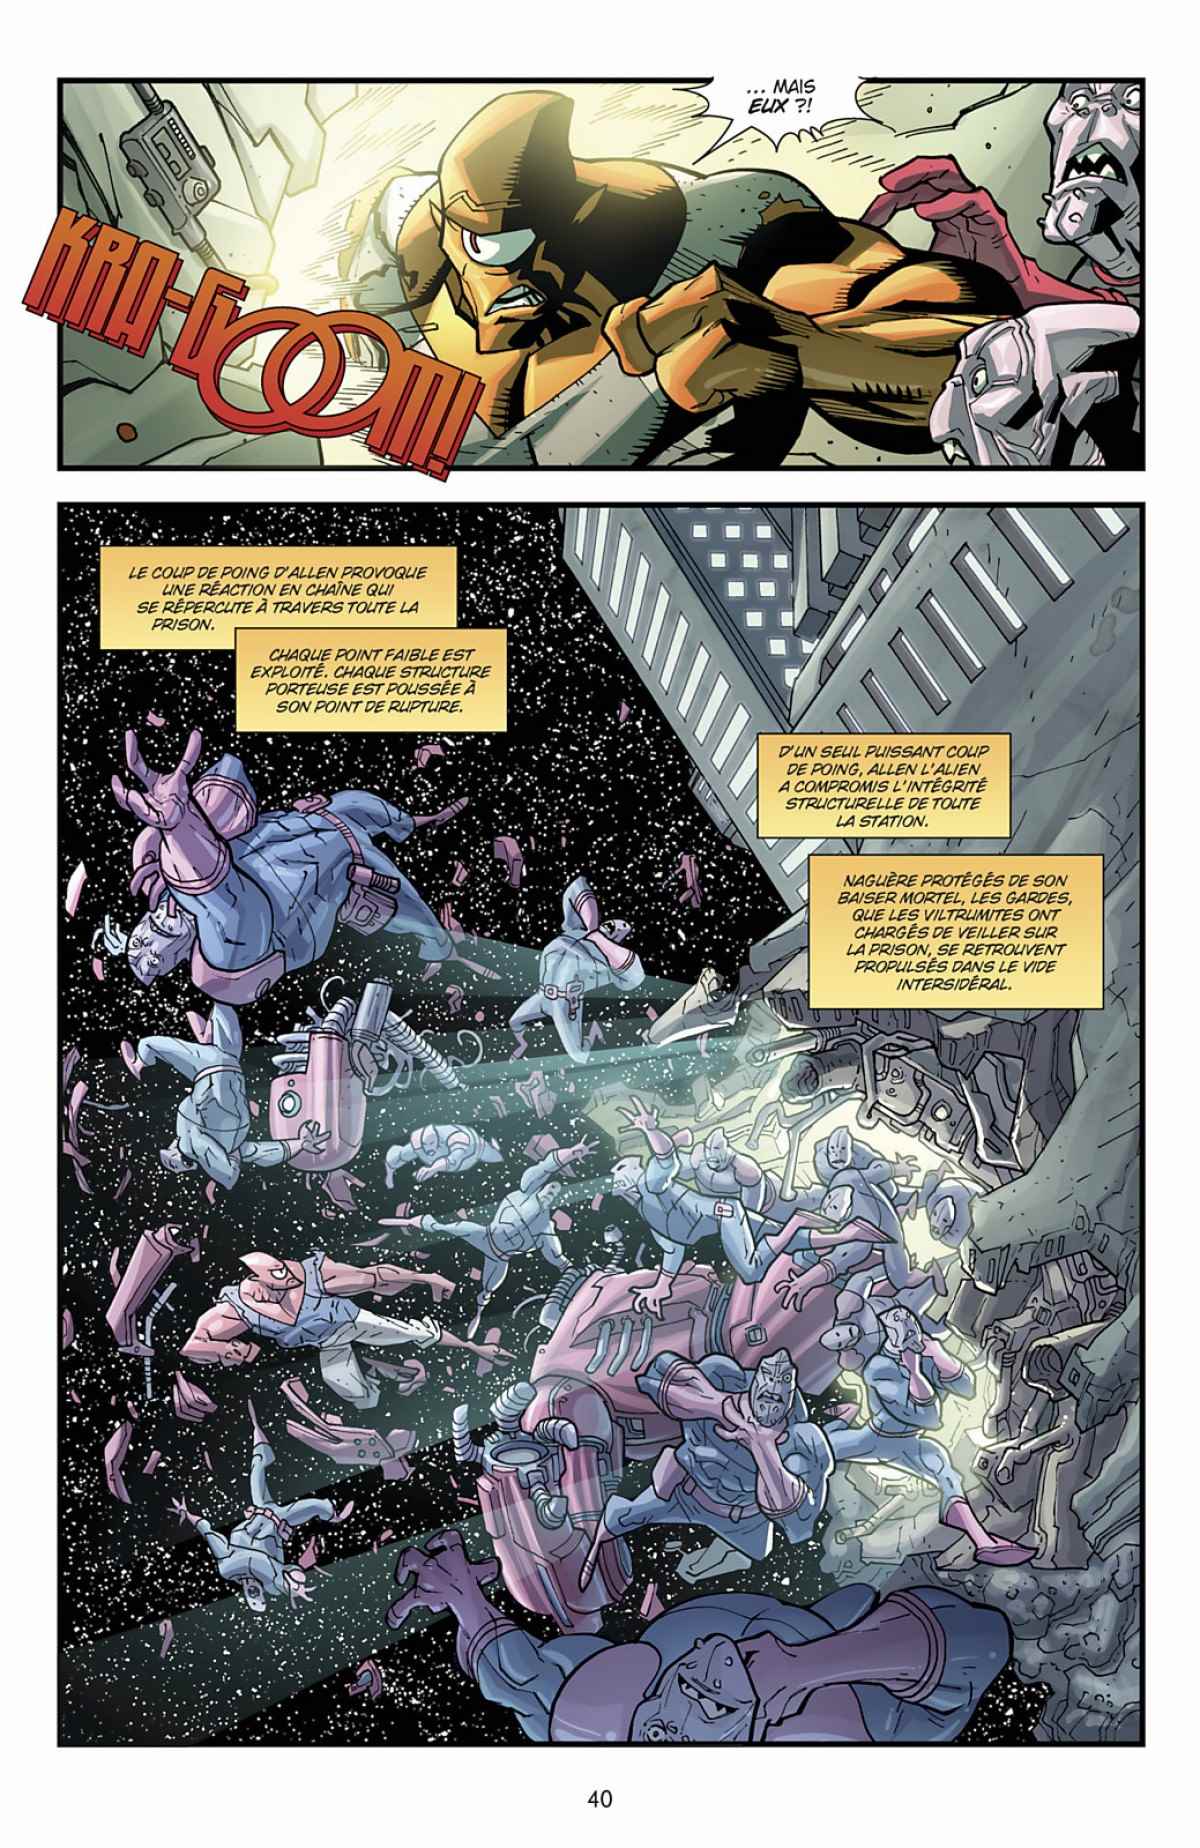 ... MAIS
EUX ?!
KRA-GOOM!
LE COUP DE POING D'ALLEN PROVOQUE
UNE RÉACTION EN CHAÎNE QUI
SE RÉPERCUTE À TRAVERS TOUTE LA
PRISON.
CHAQUE POINT FAIBLE EST
EXPLOITÉ. CHAQUE STRUCTURE
PORTEUSE EST POUSSÉE À
SON POINT DE RUPTURE.
D'UN SEUL PUISSANT COUP
DE POING, ALLEN L'ALIEN
A COMPROMIS L'INTÉGRITÉ
STRUCTURELLE DE TOUTE
LA STATION.
NAGUÈRE PROTÉGÉS DE SON
BAISER MORTEL, LES GARDES,
QUE LES VILTRUMITES ONT
CHARGÉS DE VEILLER SUR
LA PRISON, SE RETROUVENT
PROPULSÉS DANS LE VIDE
INTERSIDÉRAL.
40